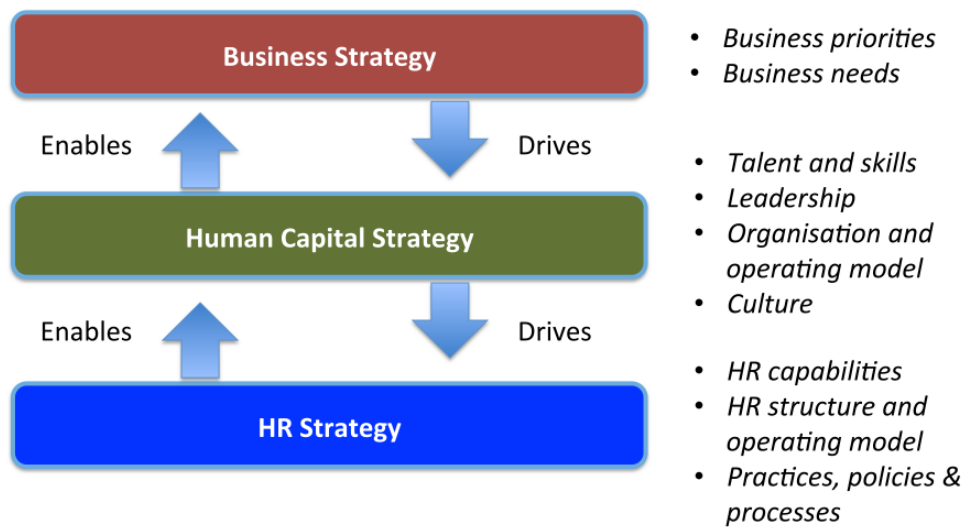 Business Strategy
• Business priorities
• Business needs
Enables
Drives
Human Capital Strategy
• Talent and skills
• Leadership
• Organisation and
operating model
• Culture
Enables
Drives
HR Strategy
• HR capabilities
• HR structure and
operating model
• Practices, policies &
processes